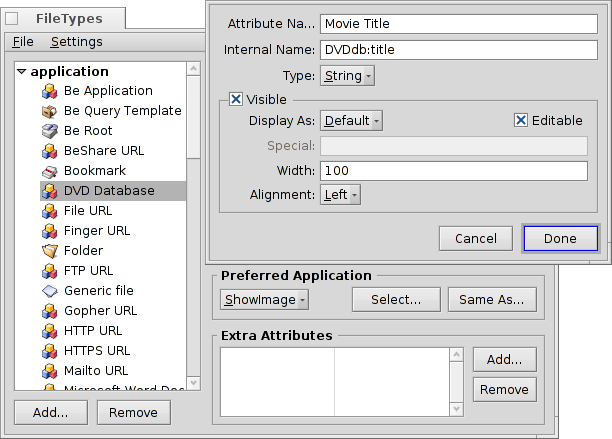 FileTypes
File Settings
application
Be Application
Be Query Template
Be Root
BeShare URL
Bookmark
DVD Database
File URL
Finger URL
Folder
FTP URL
Generic file
Gopher URL
HTTP URL
HTTPS URL
Mailto URL
Microsoft Word Doc
Add... Remove
Attribute Na... Movie Title
Internal Name: DVDdb:title
Type: String
Visible
Display As: Default Editable
Special:
Width: 100
Alignment: Left
Cancel Done
Preferred Application
ShowImage Select... Same As...
Extra Attributes
Add...
Remove